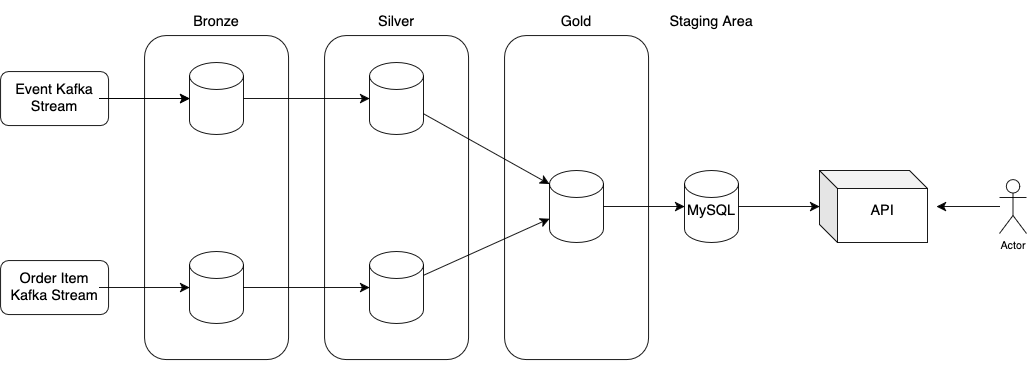 Bronze
Silver
Gold
Staging Area
Event Kafka
Stream
MySQL
API
Actor
Order Item
Kafka Stream